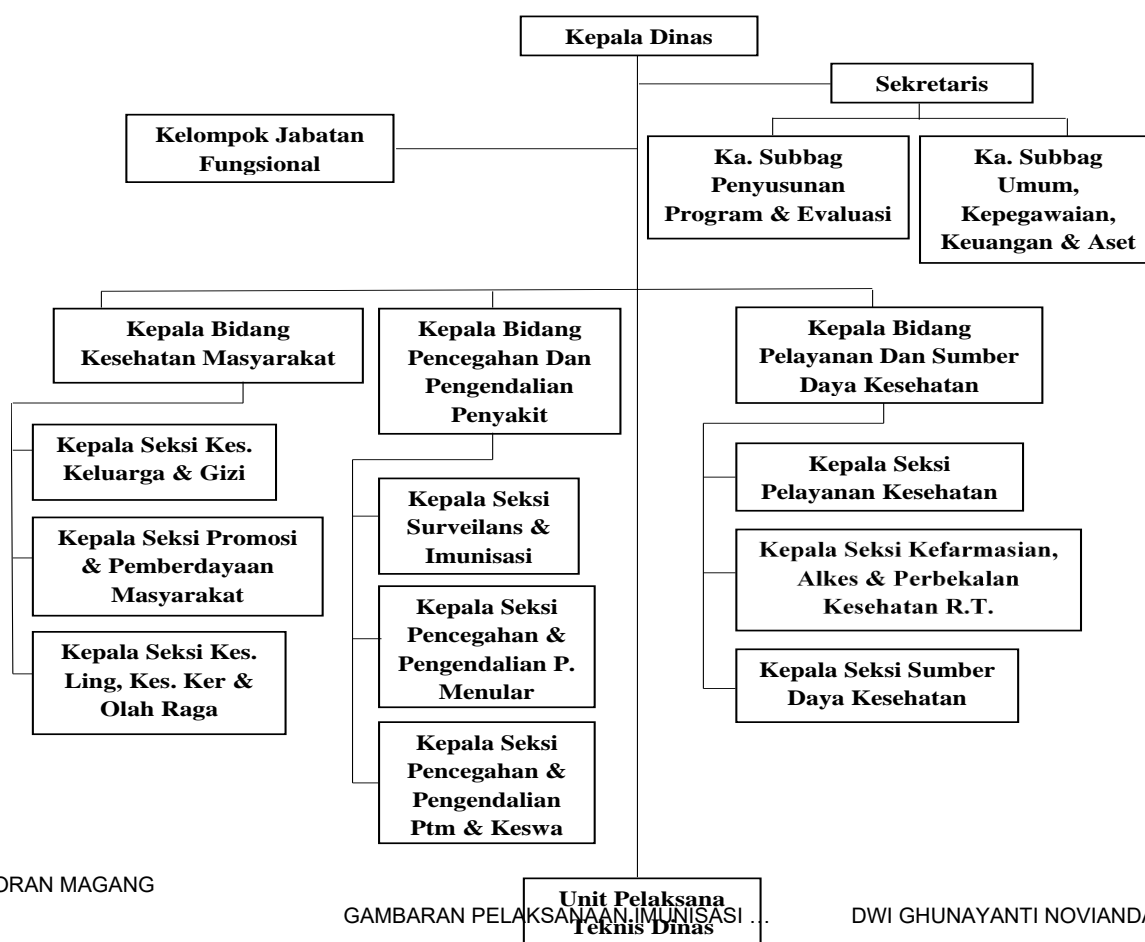 Kepala Dinas
Sekretaris
Kelompok Jabatan
Fungsional
Ka. Subbag
Penyusunan
Program & Evaluasi
Ka. Subbag
Umum,
Kepegawaian,
Keuangan & Aset
Kepala Bidang
Kesehatan Masyarakat
Kepala Seksi Kes.
Keluarga & Gizi
Kepala Seksi Promosi
& Pemberdayaan
Masyarakat
Kepala Seksi Kes.
Ling, Kes. Ker &
Olah Raga
Kepala Bidang
Pencegahan Dan
Pengendalian
Penyakit
Kepala Seksi
Surveilans &
Imunisasi
Kepala Seksi
Pencegahan &
Pengendalian P.
Menular
Kepala Seksi
Pencegahan &
Pengendalian
Ptm & Keswa
Kepala Bidang
Pelayanan Dan Sumber
Daya Kesehatan
Kepala Seksi
Pelayanan Kesehatan
Kepala Seksi Kefarmasian,
Alkes & Perbekalan
Kesehatan R.T.
Kepala Seksi Sumber
Daya Kesehatan
Unit Pelaksana
Teknis Dinas
ORAN MAGANG
GAMBARAN PELAKSANAAN IMUNISASI ...
DWI GHUNAYANTI NOVIANDA